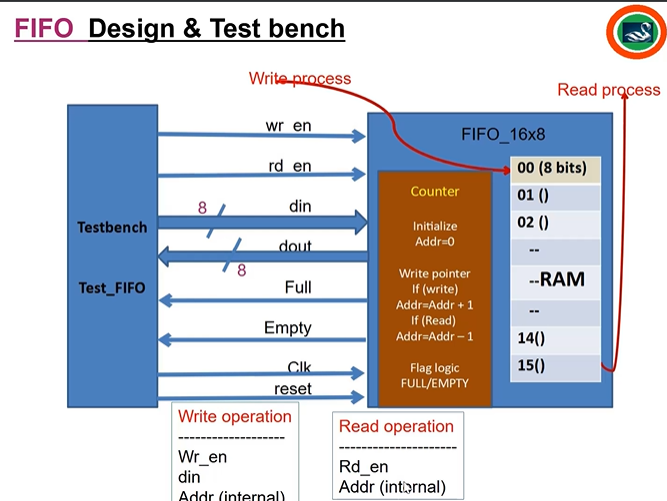 FIFO Design & Test bench
Write process
Read process
wr_en
rd_en
8
din
dout
8
Full
Empty
Clk
reset
Testbench
Test_FIFO
FIFO_16x8
Counter
Initialize
Addr=0
Write pointer
If (write)
Addr=Addr + 1
If (Read)
Addr=Addr – 1
Flag logic
FULL/EMPTY
00 (8 bits)
01 ()
02 ()
--
--RAM
--
14()
15()
Write operation
-------------------
Wr_en
din
Addr (internal)
Read operation
---------------------
Rd_en
Addr (internal)